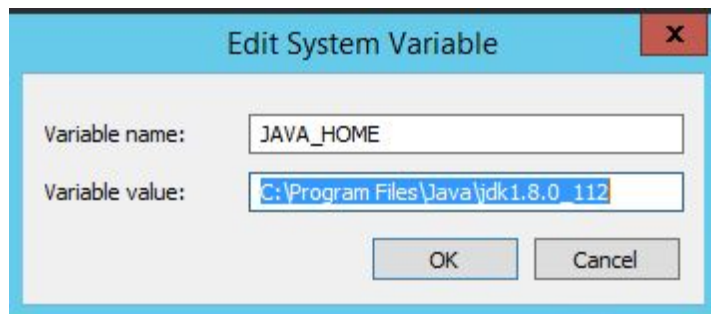 Edit System Variable
x
Variable name: JAVA_HOME
Variable value: C:\Program Files\Java\jdk1.8.0_112
OK Cancel